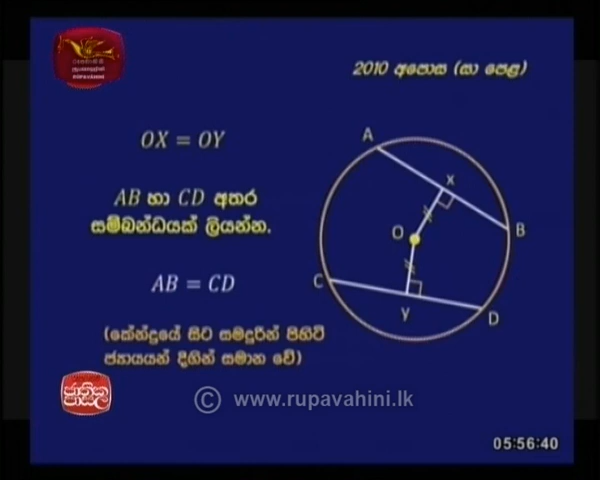 2010 අපොස (සා පෙළ)
OX = OY
AB හා CD අතර
සම්බන්ධයක් ලියන්න.
AB = CD
(කේන්ද්‍රයේ සිට සමදුරින් පිහිටි
ජ්‍යායයන් දිගින් සමාන වේ)
A
X
B
O
C
y
D
ජාතික
පාසල
© www.rupavahini.lk
05:56:40